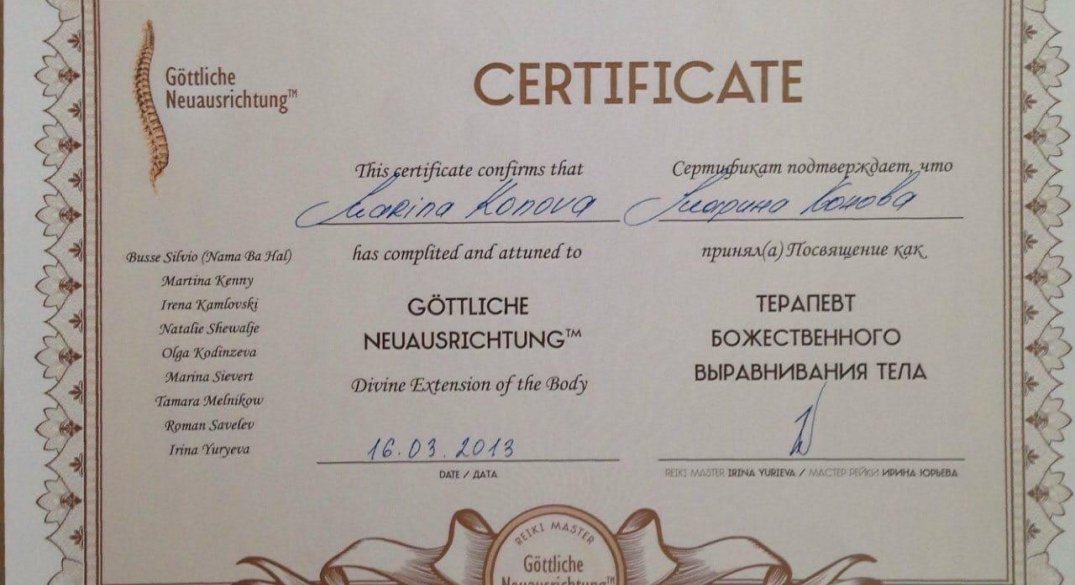 Göttliche
Neuausrichtung™
CERTIFICATE
This certificate confirms that
Marina Konova
has complited and attuned to
GÖTTLICHE
NEUAUSRICHTUNG™
Divine Extension of the Body
16.03.2013
DATE / ДАТА
Сертификат подтверждает, что
Марина Конова
принял(а) Посвящение как
ТЕРАПЕВТ
БОЖЕСТВЕННОГО
ВЫРАВНИВАНИЯ ТЕЛА
REIKI MASTER IRINA YURIEVA / МАСТЕР РЕЙКИ ИРИНА ЮРЬЕВА
Busse Silvio (Nama Ba Hal)
Martina Kenny
Irena Kamlovski
Natalie Shewalje
Olga Kodinzeva
Marina Sievert
Tamara Melnikow
Roman Savelev
Irina Yuryeva
REIKI MASTER
Göttliche
Neuausrichtung™